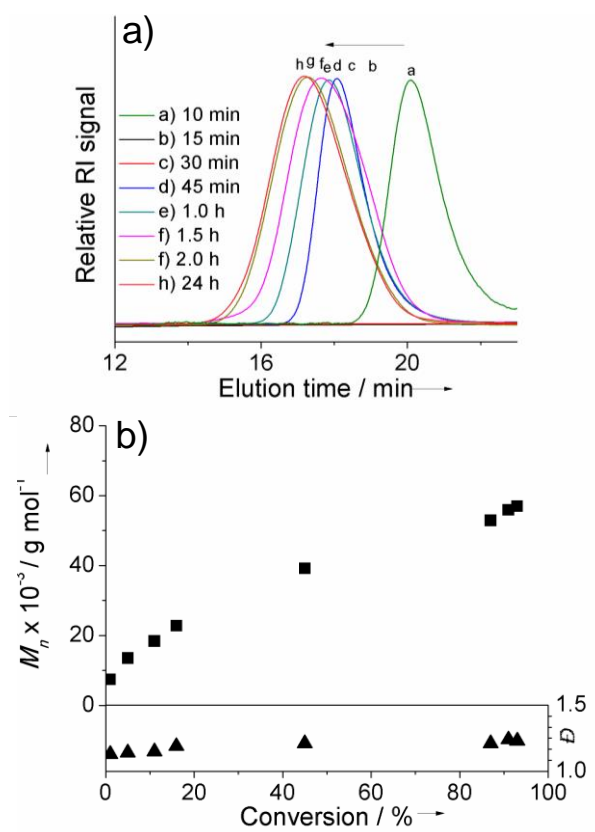 a)
h g f e d c b a
a) 10 min
b) 15 min
c) 30 min
d) 45 min
e) 1.0 h
f) 1.5 h
f) 2.0 h
h) 24 h
Relative RI signal
12 16 20
Elution time / min
b)
80
60
40
20
0
Mn x 10⁻³ / g mol⁻¹
1.5
1.0
Đ
0 20 40 60 80 100
Conversion / %